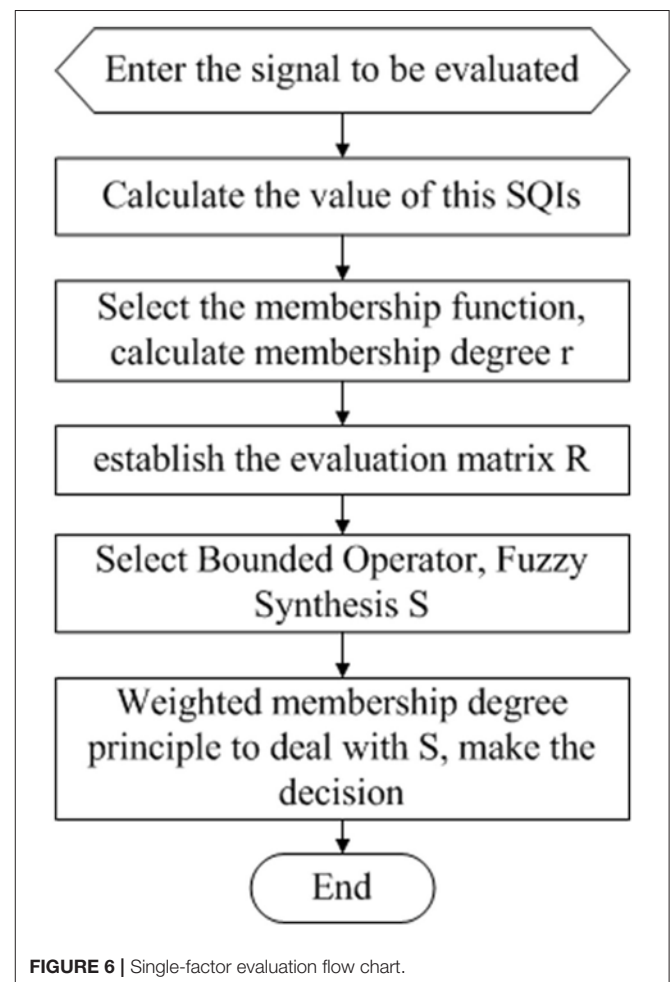 Enter the signal to be evaluated
Calculate the value of this SQIs
Select the membership function,
calculate membership degree r
establish the evaluation matrix R
Select Bounded Operator, Fuzzy
Synthesis S
Weighted membership degree
principle to deal with S, make the
decision
End
FIGURE 6 | Single-factor evaluation flow chart.